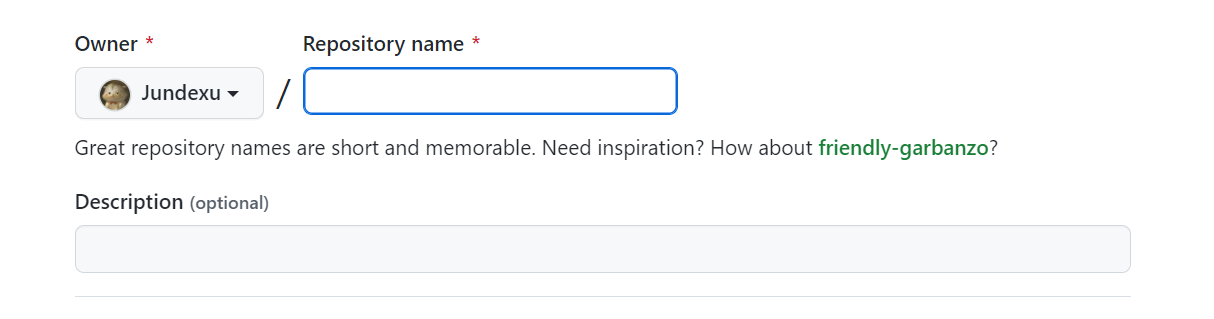 Owner * Repository name *
Jundexu /
Great repository names are short and memorable. Need inspiration? How about friendly-garbanzo?
Description (optional)